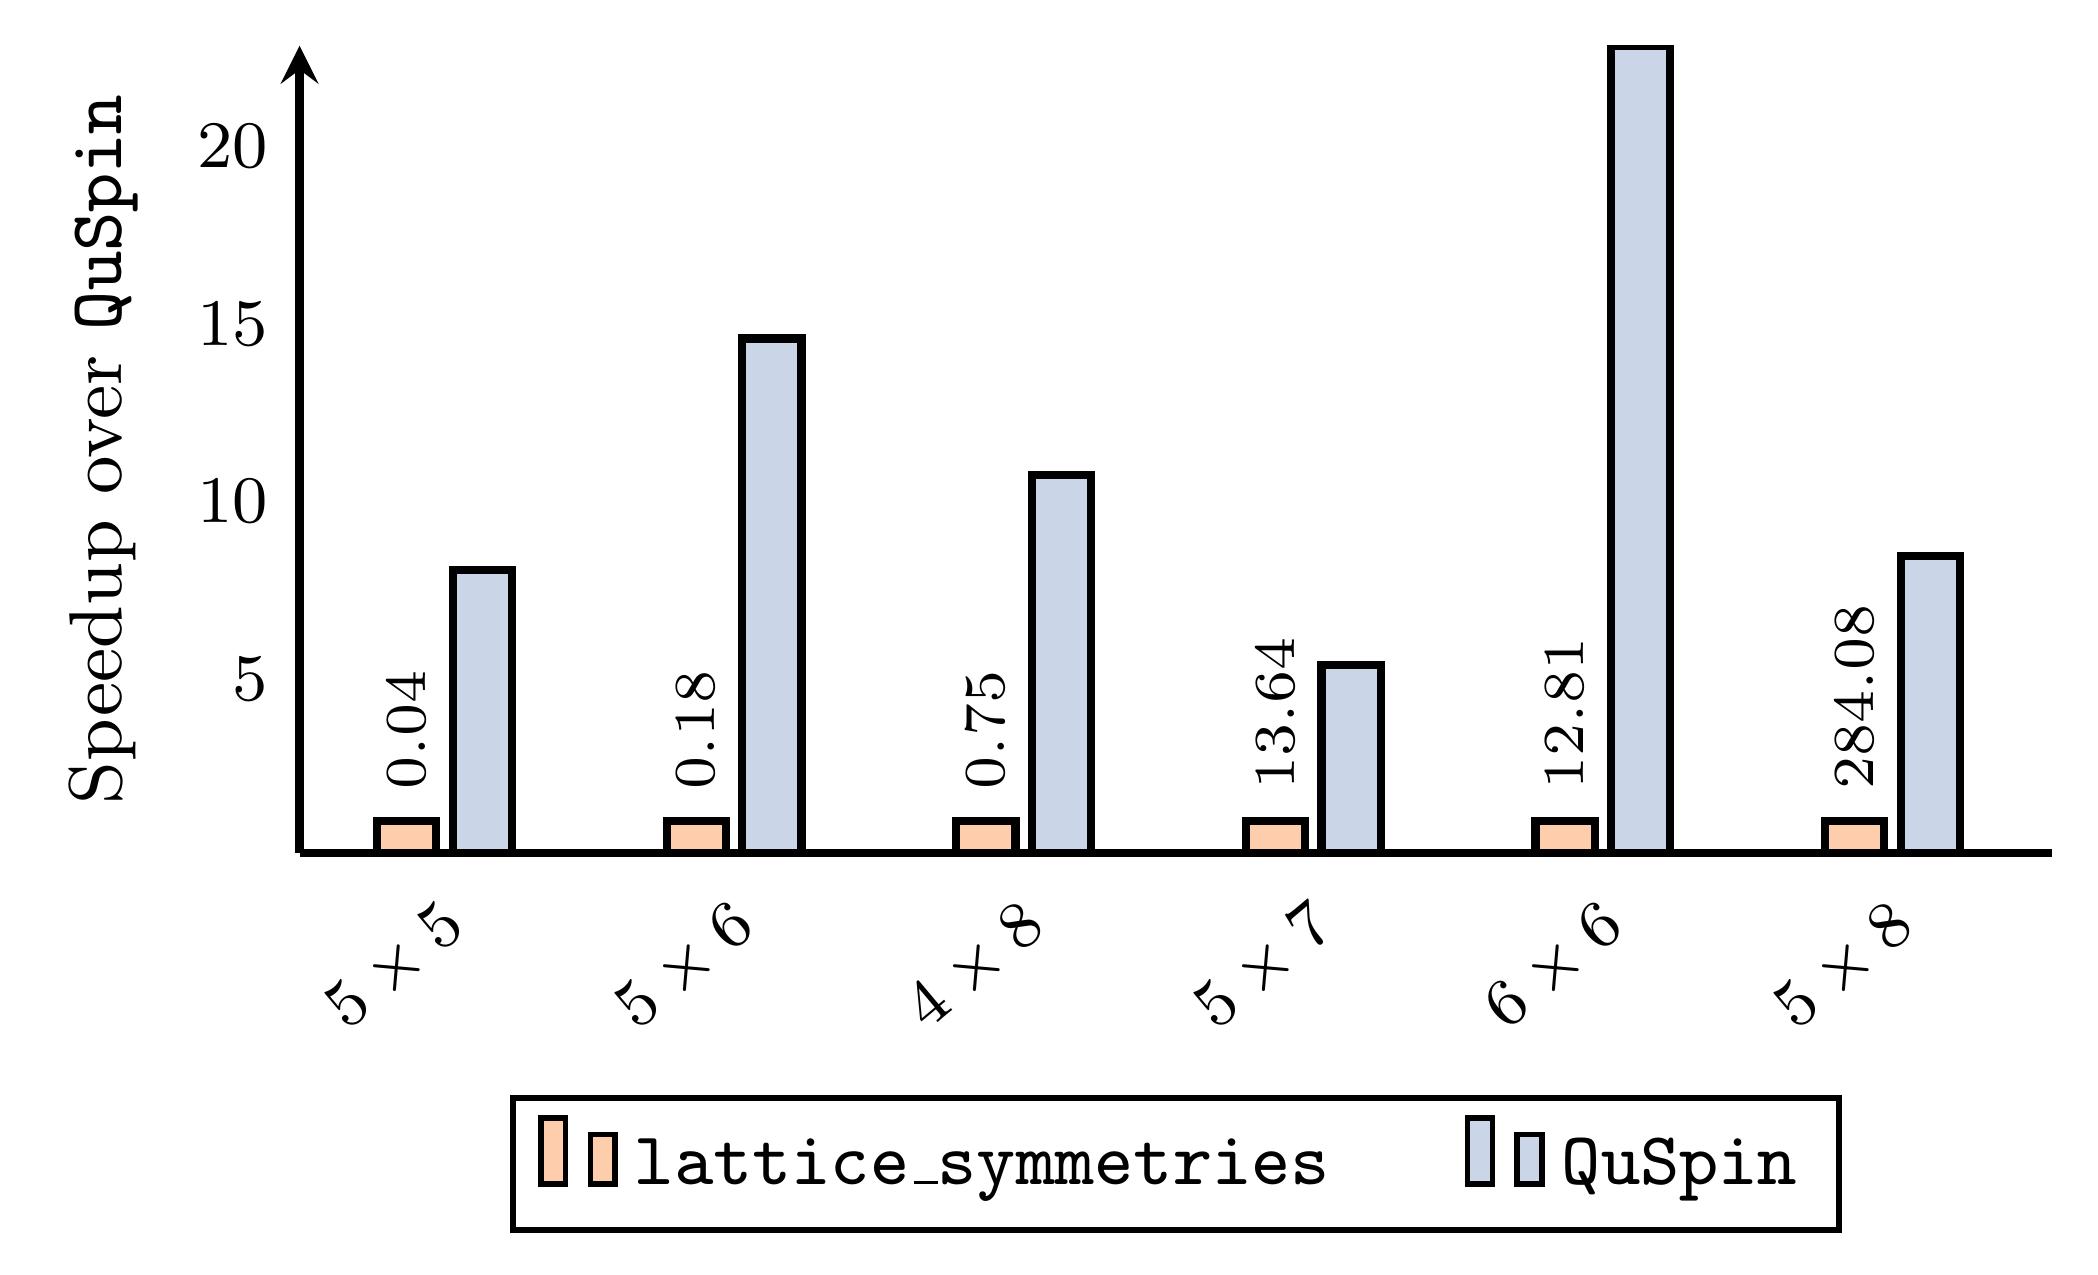 Speedup over QuSpin
20
15
10
5
0.04
0.18
0.75
13.64
12.81
284.08
5 × 5
5 × 6
4 × 8
5 × 7
6 × 6
5 × 8
lattice_symmetries
QuSpin